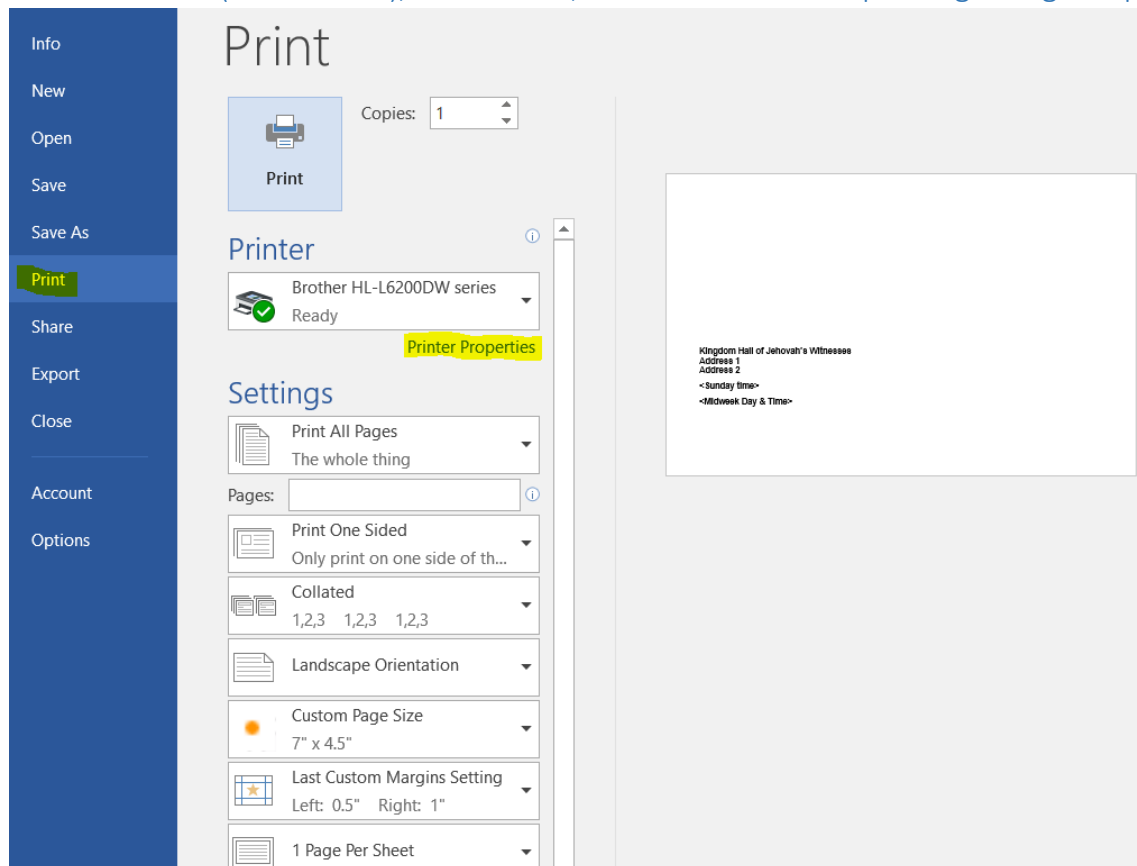 Info
New
Open
Save
Save As
Print
Share
Export
Close
Account
Options
Print
Copies: 1
Print
Printer
Brother HL-L6200DW series
Ready
Printer Properties
Settings
Print All Pages
The whole thing
Pages:
Print One Sided
Only print on one side of th...
Collated
1,2,3 1,2,3 1,2,3
Landscape Orientation
Custom Page Size
7" x 4.5"
Last Custom Margins Setting
Left: 0.5" Right: 1"
1 Page Per Sheet
Kingdom Hall of Jehovah's Witnesses
Address 1
Address 2
<Sunday time>
<Midweek Day & Time>